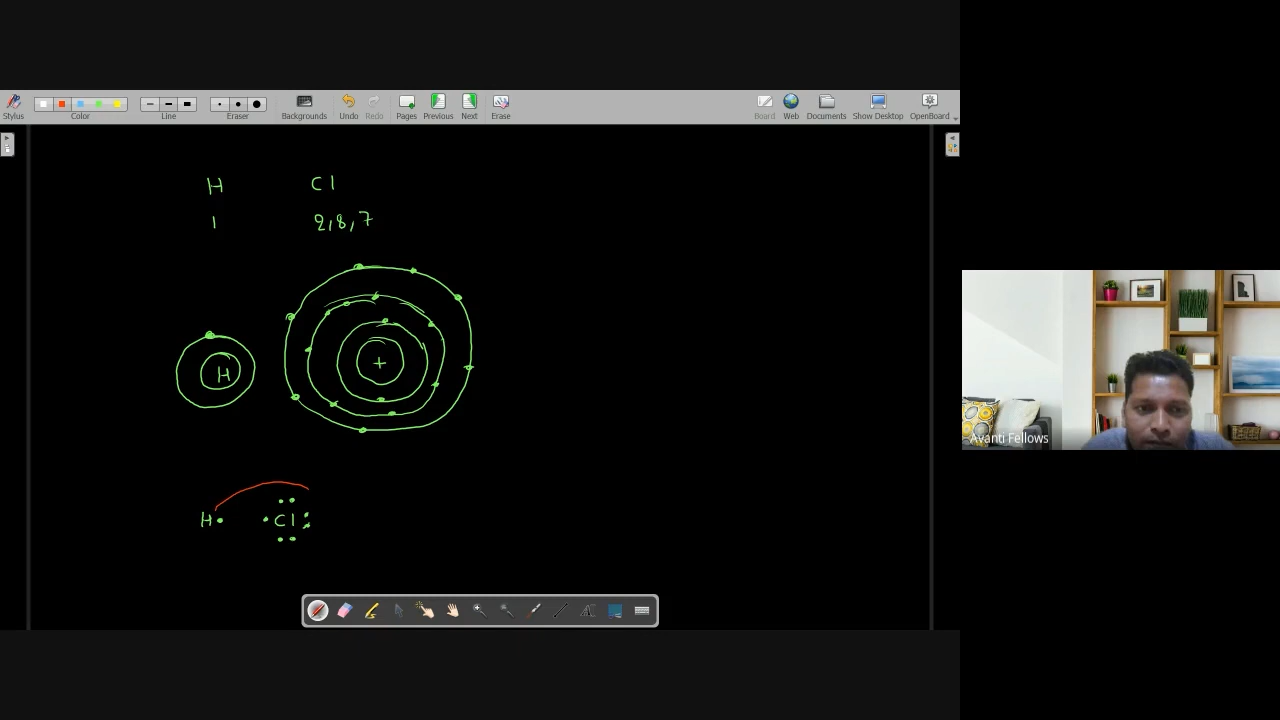 Stylus
Color
Line
Eraser
Backgrounds
Undo
Redo
Pages
Previous
Next
Erase
Board
Web
Documents
Show Desktop
OpenBoard
H Cl
1 2,8,7
H
+
H Cl
Avanti Fellows